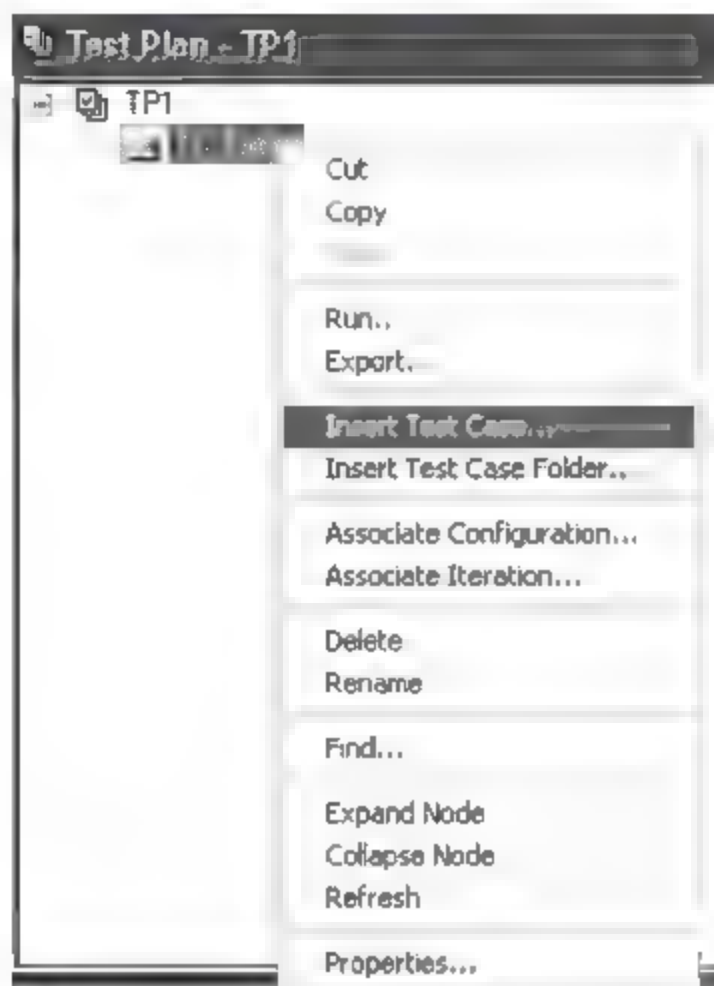 Test Plan - TP1
TP1
Cut
Copy
Run..
Export.
Insert Test Case...
Insert Test Case Folder..
Associate Configuration...
Associate Iteration...
Delete
Rename
Find...
Expand Node
Collapse Node
Refresh
Properties...